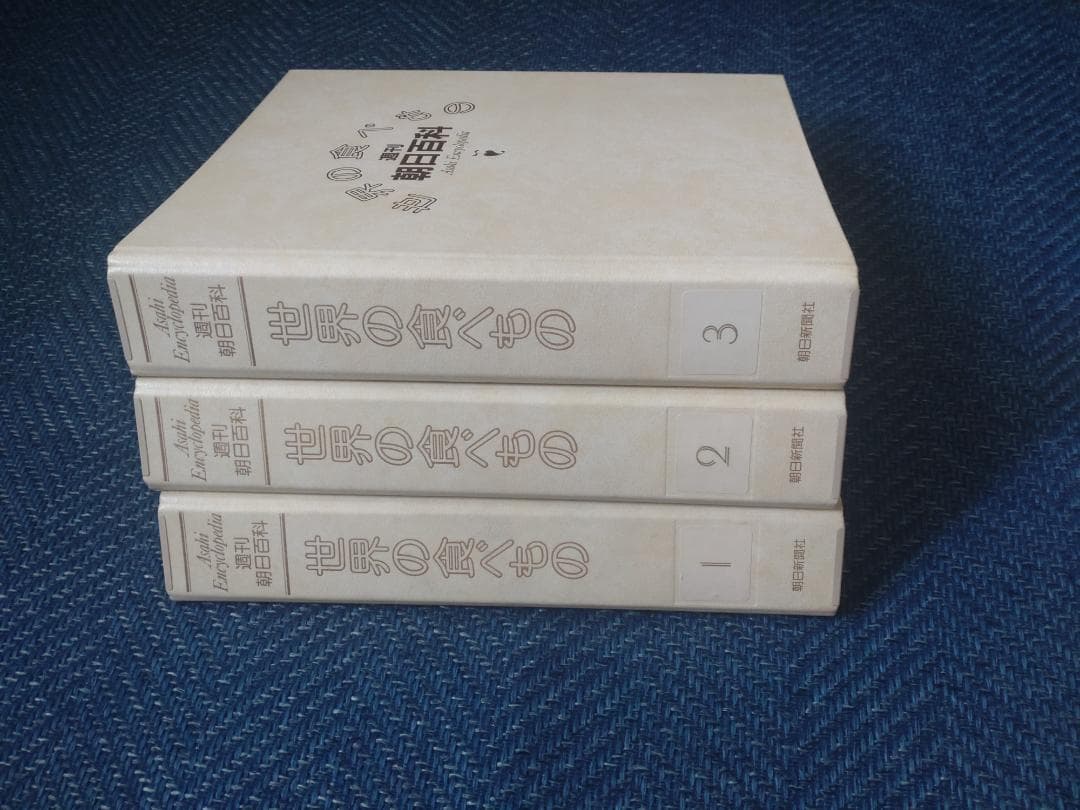 世界の食べもの
週刊
朝日百科
Asahi Encyclopedia
Asahi
Encyclopedia
週刊
朝日百科
世界の食べもの
3
朝日新聞社
Asahi
Encyclopedia
週刊
朝日百科
世界の食べもの
2
朝日新聞社
Asahi
Encyclopedia
週刊
朝日百科
世界の食べもの
1
朝日新聞社